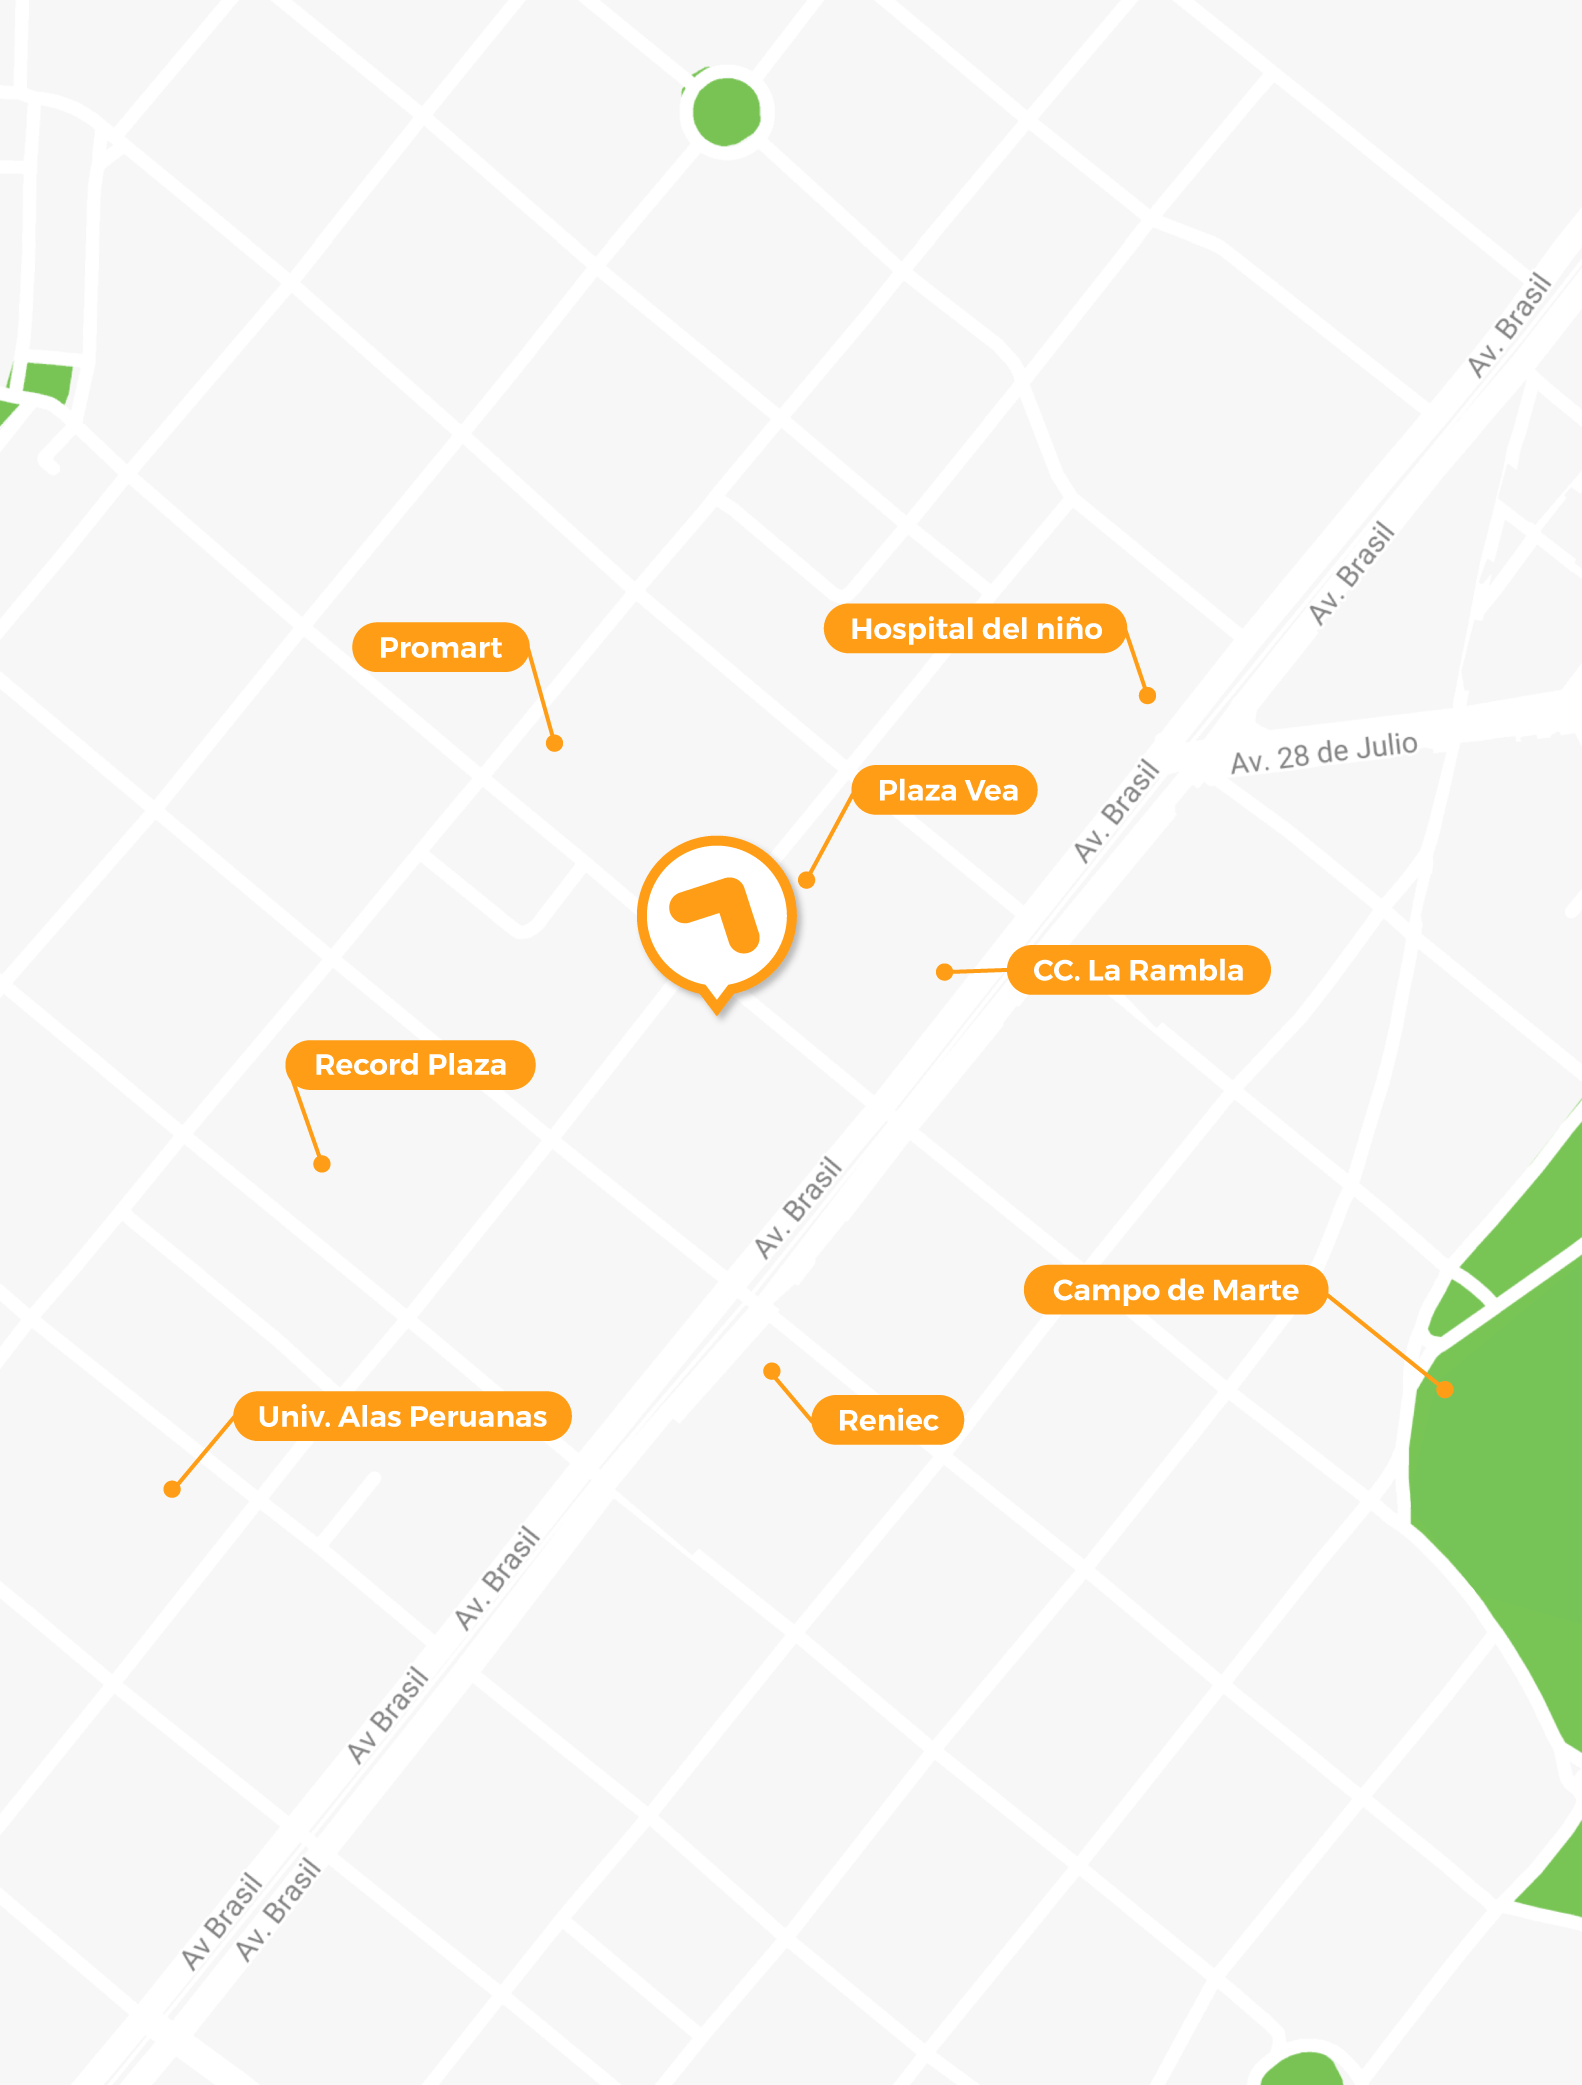 Av. Brasil
Av. Brasil
Hospital del niño
Promart
Av. 28 de Julio
Plaza Vea
Av. Brasil
CC. La Rambla
Record Plaza
Av. Brasil
Campo de Marte
Univ. Alas Peruanas
Reniec
Av. Brasil
Av Brasil
Av Brasil
Av. Brasil